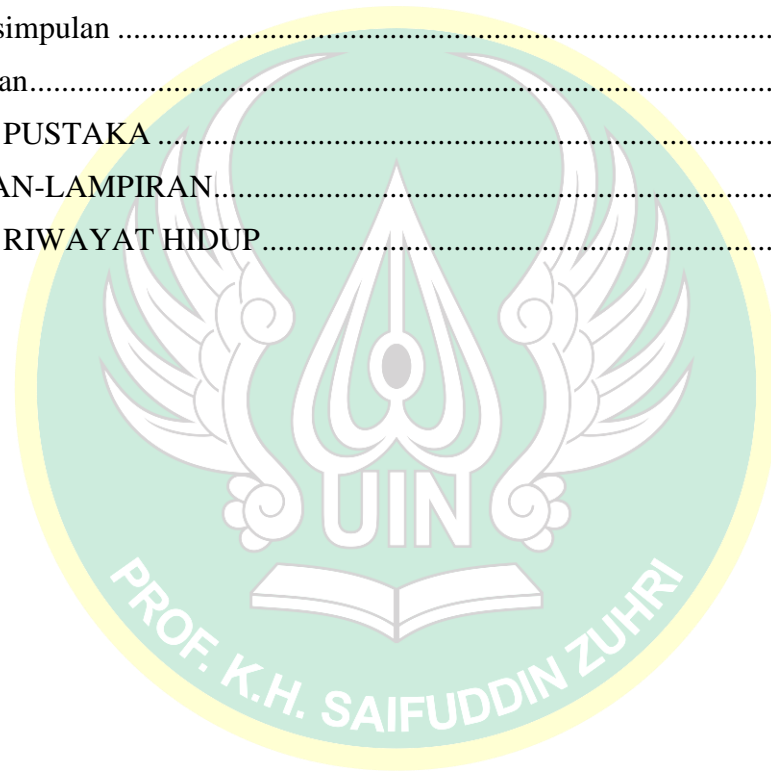 simpulan ................................................................................
an............................................................................................
PUSTAKA ............................................................................
AN-LAMPIRAN.....................................................................
RIWAYAT HIDUP...............................................................
UIN
PROF. K.H. SAIFUDDIN ZUHRI